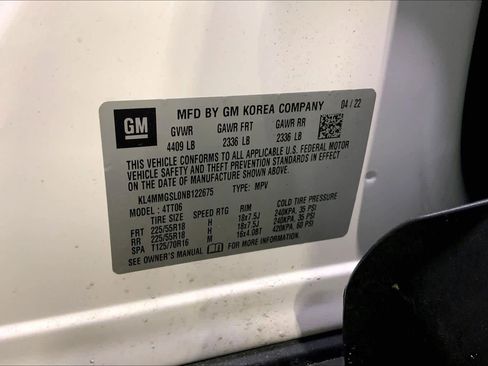 GM
MFD BY GM KOREA COMPANY 04 / 22
GVWR GAWR FRT GAWR RR
4409 LB 2336 LB 2336 LB
THIS VEHICLE CONFORMS TO ALL APPLICABLE U.S. FEDERAL MOTOR
VEHICLE SAFETY AND THEFT PREVENTION STANDARDS IN EFFECT
ON THE DATE OF MANUFACTURE SHOWN ABOVE.
KL4MMGSL0NB122675 TYPE: MPV
MODEL: 4TT06
TIRE SIZE SPEED RTG RIM
FRT 225/55R18 H 18x7.5J 240KPA, 35 PSI
RR 225/55R18 H 18x7.5J 240KPA, 35 PSI
SPA T125/70R16 M 16x4.0BT 420KPA, 60 PSI
SEE OWNER'S MANUAL FOR MORE INFORMATION